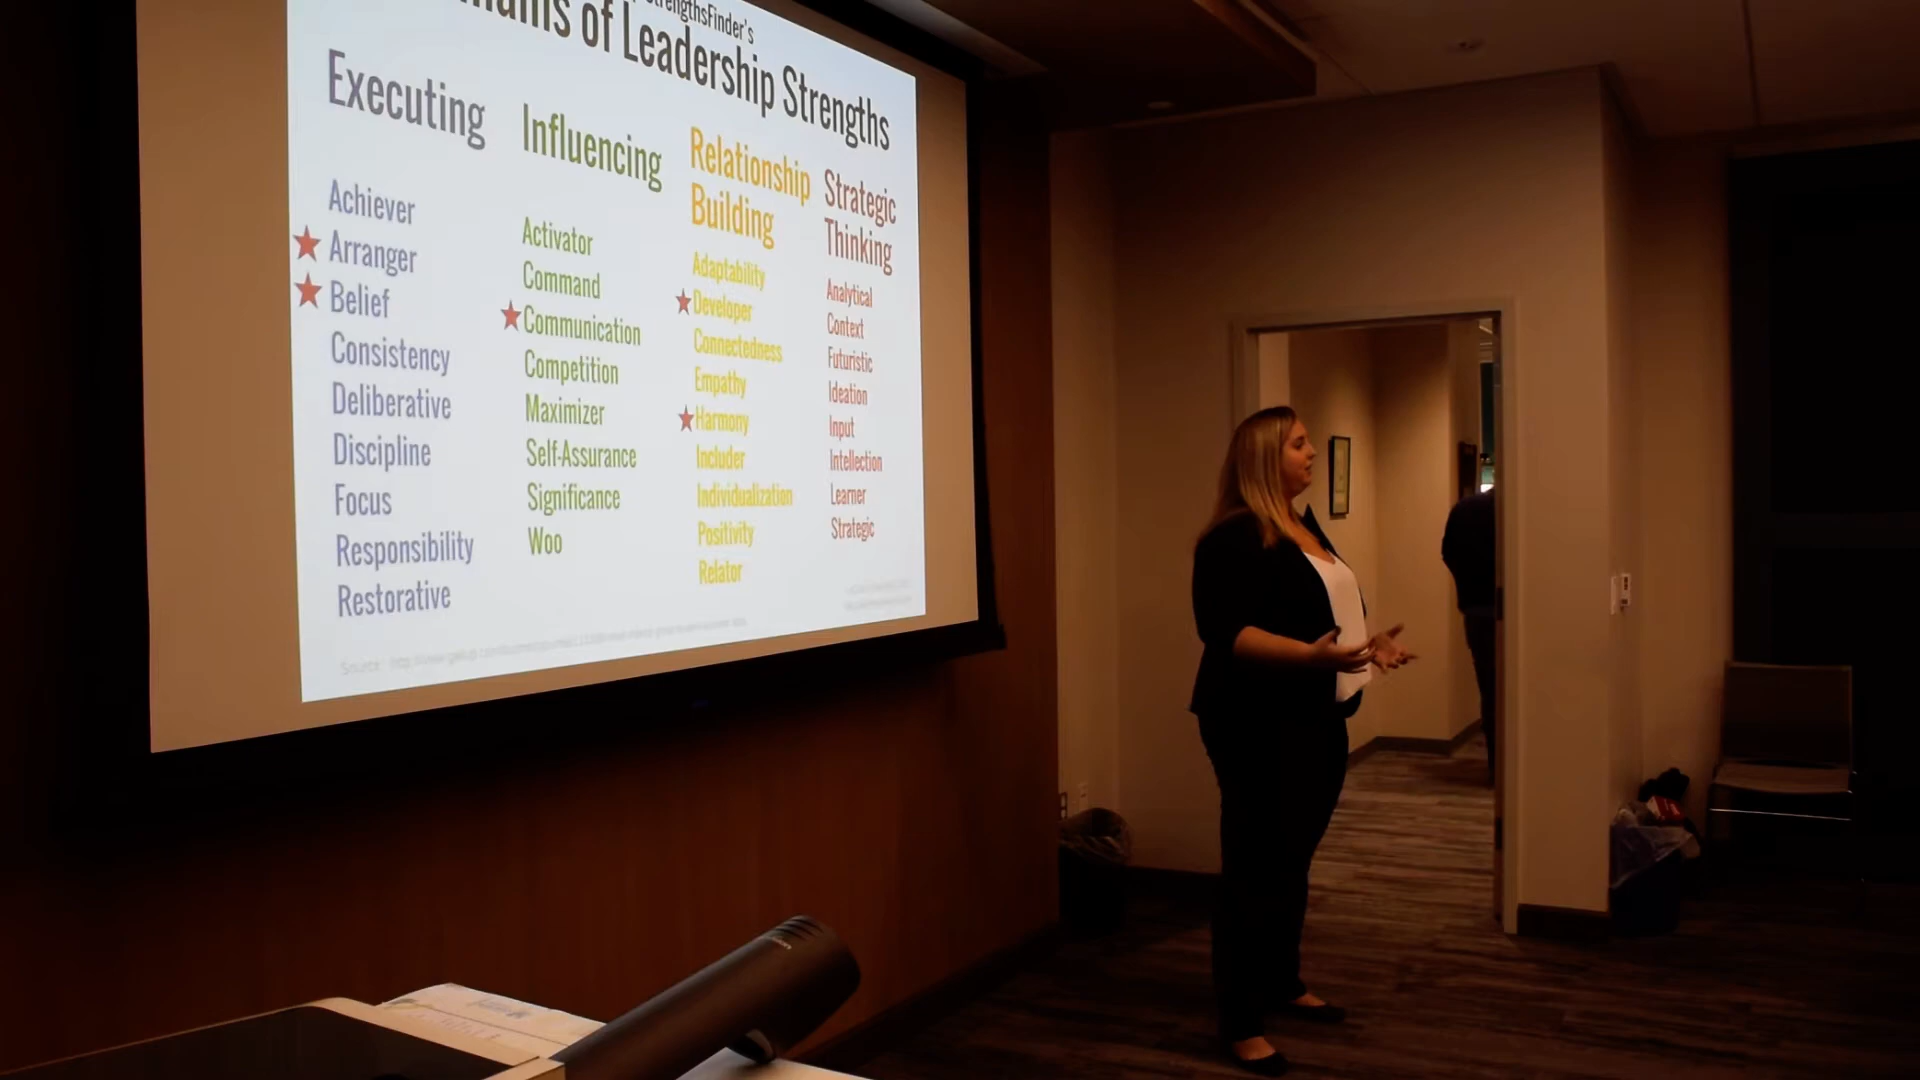 StrengthsFinder's
of Leadership Strengths
Executing
Achiever
Arranger
Belief
Consistency
Deliberative
Discipline
Focus
Responsibility
Restorative
Influencing
Activator
Command
Communication
Competition
Maximizer
Self-Assurance
Significance
Woo
Relationship
Building
Adaptability
Developer
Connectedness
Empathy
Harmony
Includer
Individualization
Positivity
Relator
Strategic
Thinking
Analytical
Context
Futuristic
Ideation
Input
Intellection
Learner
Strategic
Source: